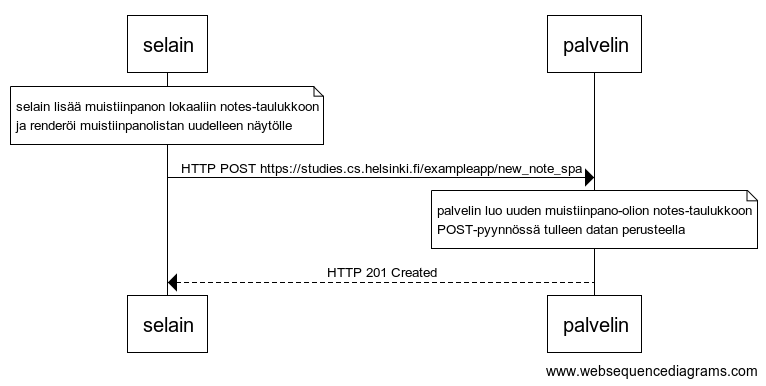 selain
palvelin
selain lisää muistiinpanon lokaaliin notes-taulukkoon
ja renderöi muistiinpanolistan uudelleen näytölle
HTTP POST https://studies.cs.helsinki.fi/exampleapp/new_note_spa
palvelin luo uuden muistiinpano-olion notes-taulukkoon
POST-pyynnössä tulleen datan perusteella
HTTP 201 Created
selain
palvelin
www.websequencediagrams.com